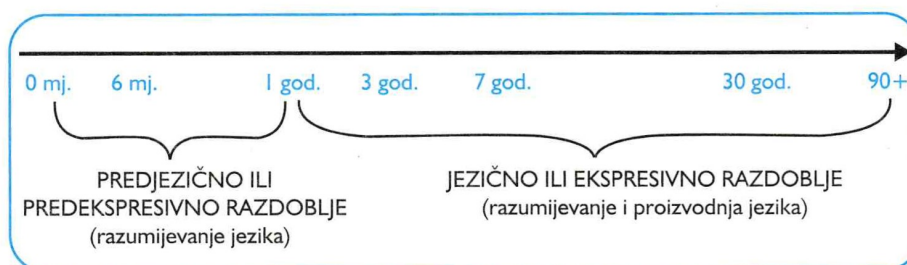 0 mj. 6 mj. 1 god. 3 god. 7 god. 30 god. 90+
PREDJEZIČNO ILI
PREDEKSPRESIVNO RAZDOBLJE
(razumijevanje jezika)
JEZIČNO ILI EKSPRESIVNO RAZDOBLJE
(razumijevanje i proizvodnja jezika)